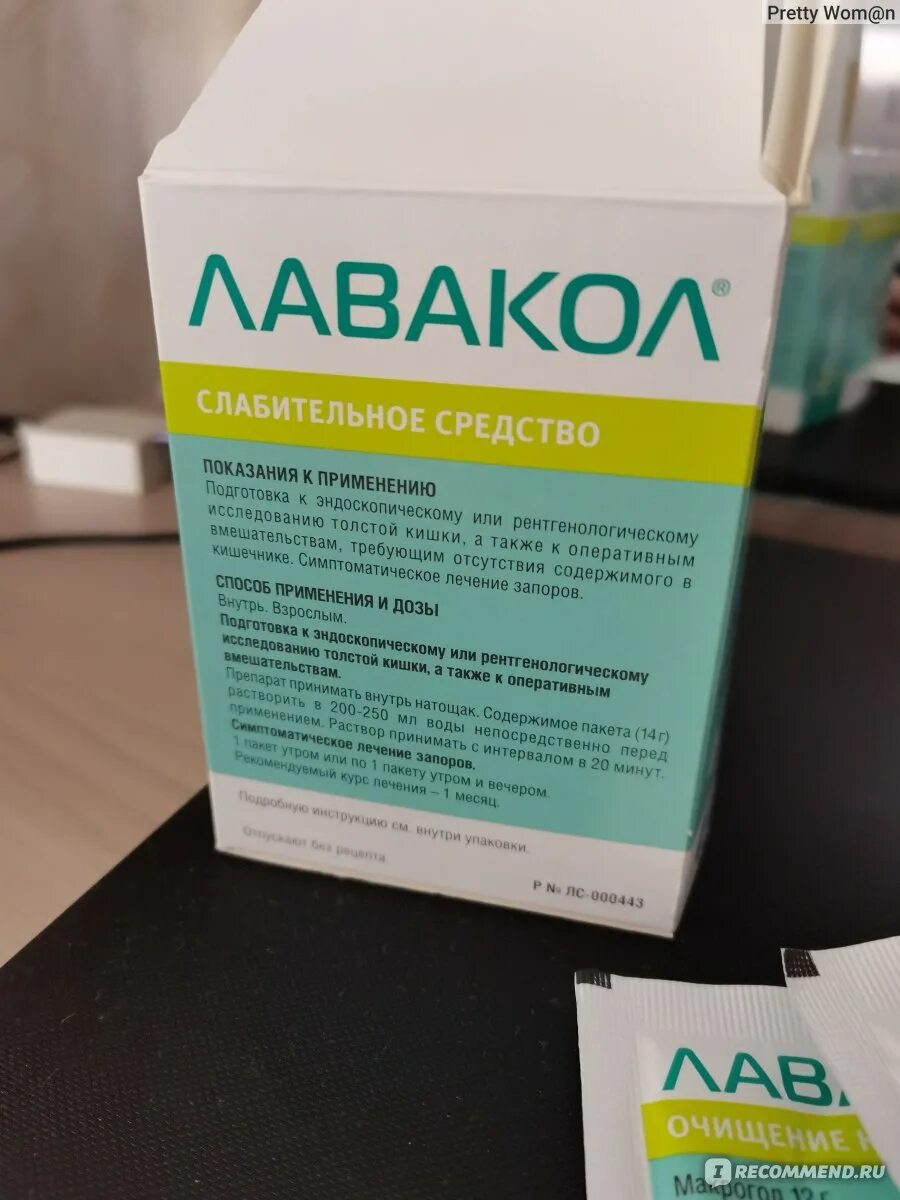 Pretty Wom@n
ЛАВАКОЛ®
СЛАБИТЕЛЬНОЕ СРЕДСТВО
ПОКАЗАНИЯ К ПРИМЕНЕНИЮ
Подготовка к эндоскопическому или рентгенологическому
исследованию толстой кишки, а также к оперативным
вмешательствам, требующим отсутствия содержимого в
кишечнике. Симптоматическое лечение запоров.
СПОСОБ ПРИМЕНЕНИЯ И ДОЗЫ
Внутрь. Взрослым.
Подготовка к эндоскопическому или рентгенологическому
исследованию толстой кишки, а также к оперативным
вмешательствам.
Препарат принимать внутрь натощак. Содержимое пакета (14г)
растворить в 200-250 мл воды непосредственно перед
применением. Раствор принимать с интервалом в 20 минут.
Симптоматическое лечение запоров.
1 пакет утром или по 1 пакету утром и вечером.
Рекомендуемый курс лечения – 1 месяц.
Подробную инструкцию см. внутри упаковки.
Отпускают без рецепта.
Р № ЛС-000443
ЛАВА
ОЧИЩЕНИЕ
Макрогол 12
IRECOMMEND.RU